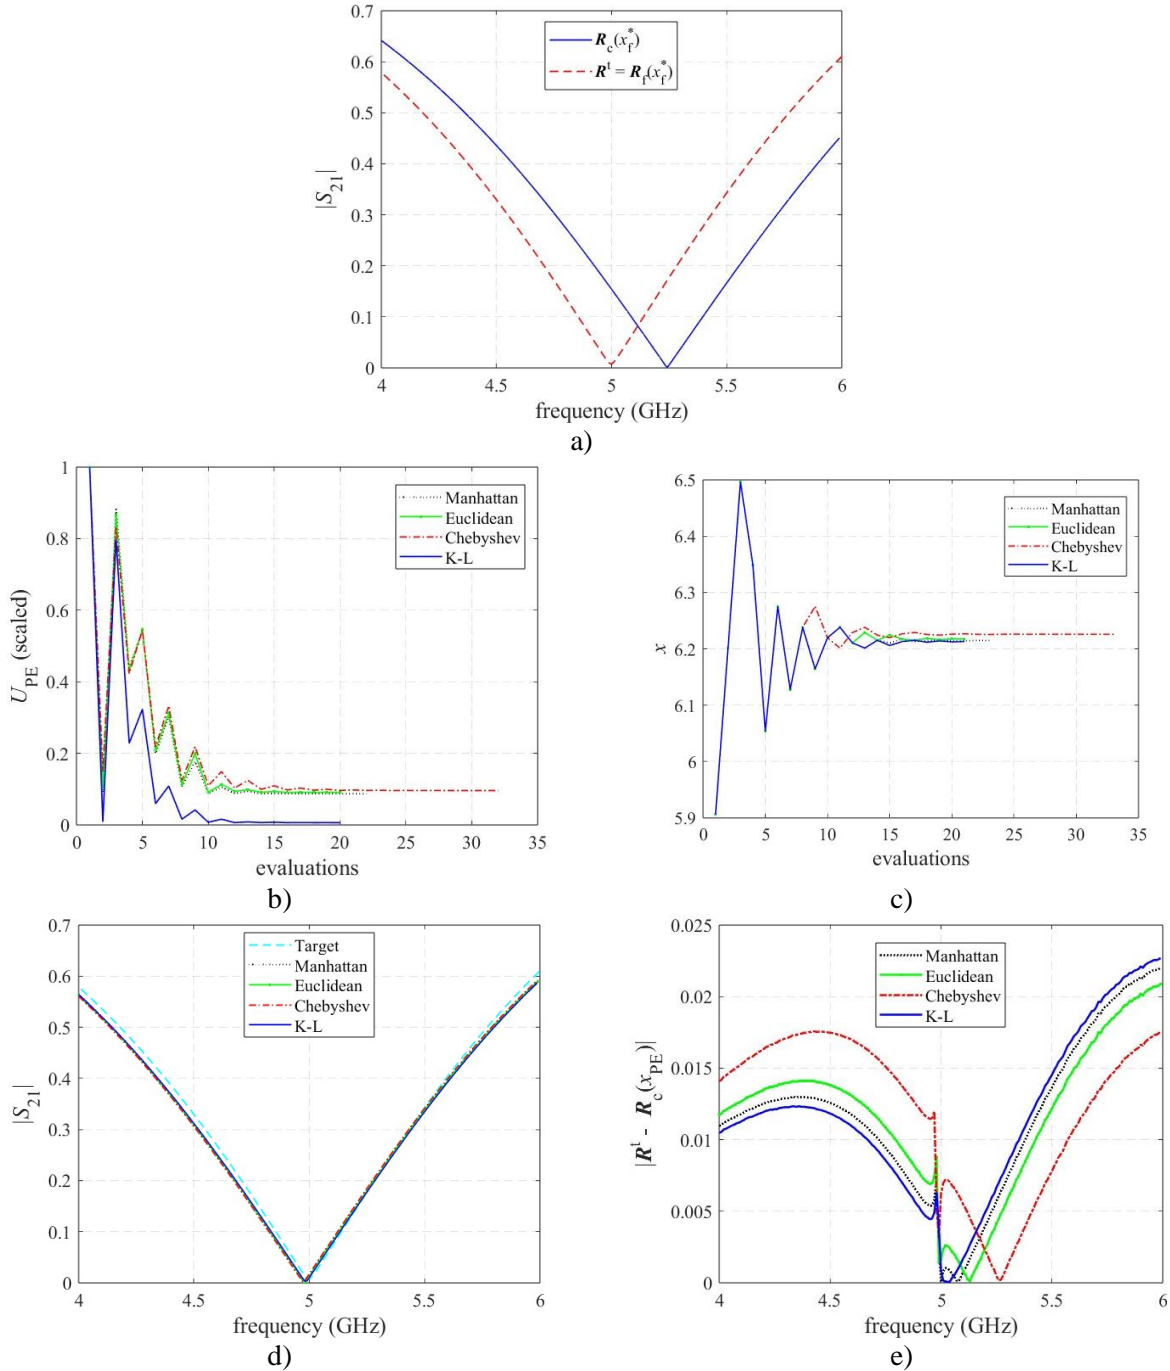 0.7
0.6
0.5
0.4
0.3
0.2
0.1
0
|S21|
Rc(xf*)
Rt = Rf(xf*)
4 4.5 5 5.5 6
frequency (GHz)
a)
1
0.8
0.6
0.4
0.2
0
UPE (scaled)
Manhattan
Euclidean
Chebyshev
K-L
0 5 10 15 20 25 30 35
evaluations
b)
6.5
6.4
6.3
6.2
6.1
6
5.9
x
Manhattan
Euclidean
Chebyshev
K-L
0 5 10 15 20 25 30 35
evaluations
c)
0.7
0.6
0.5
0.4
0.3
0.2
0.1
0
|S21|
Target
Manhattan
Euclidean
Chebyshev
K-L
4 4.5 5 5.5 6
frequency (GHz)
d)
0.025
0.02
0.015
0.01
0.005
0
|Rt - Rc(xPE)|
Manhattan
Euclidean
Chebyshev
K-L
4 4.5 5 5.5 6
frequency (GHz)
e)